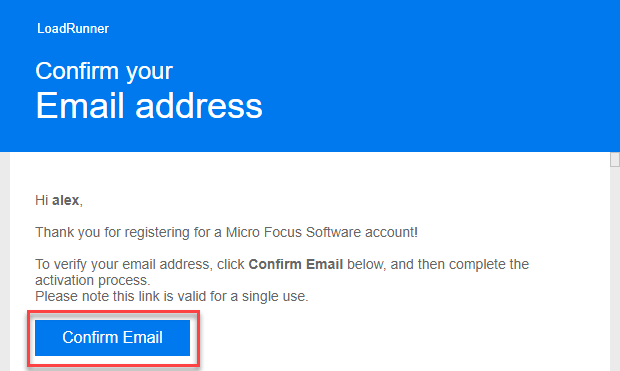 LoadRunner
Confirm your
Email address
Hi alex,
Thank you for registering for a Micro Focus Software account!
To verify your email address, click Confirm Email below, and then complete the
activation process.
Please note this link is valid for a single use.
Confirm Email